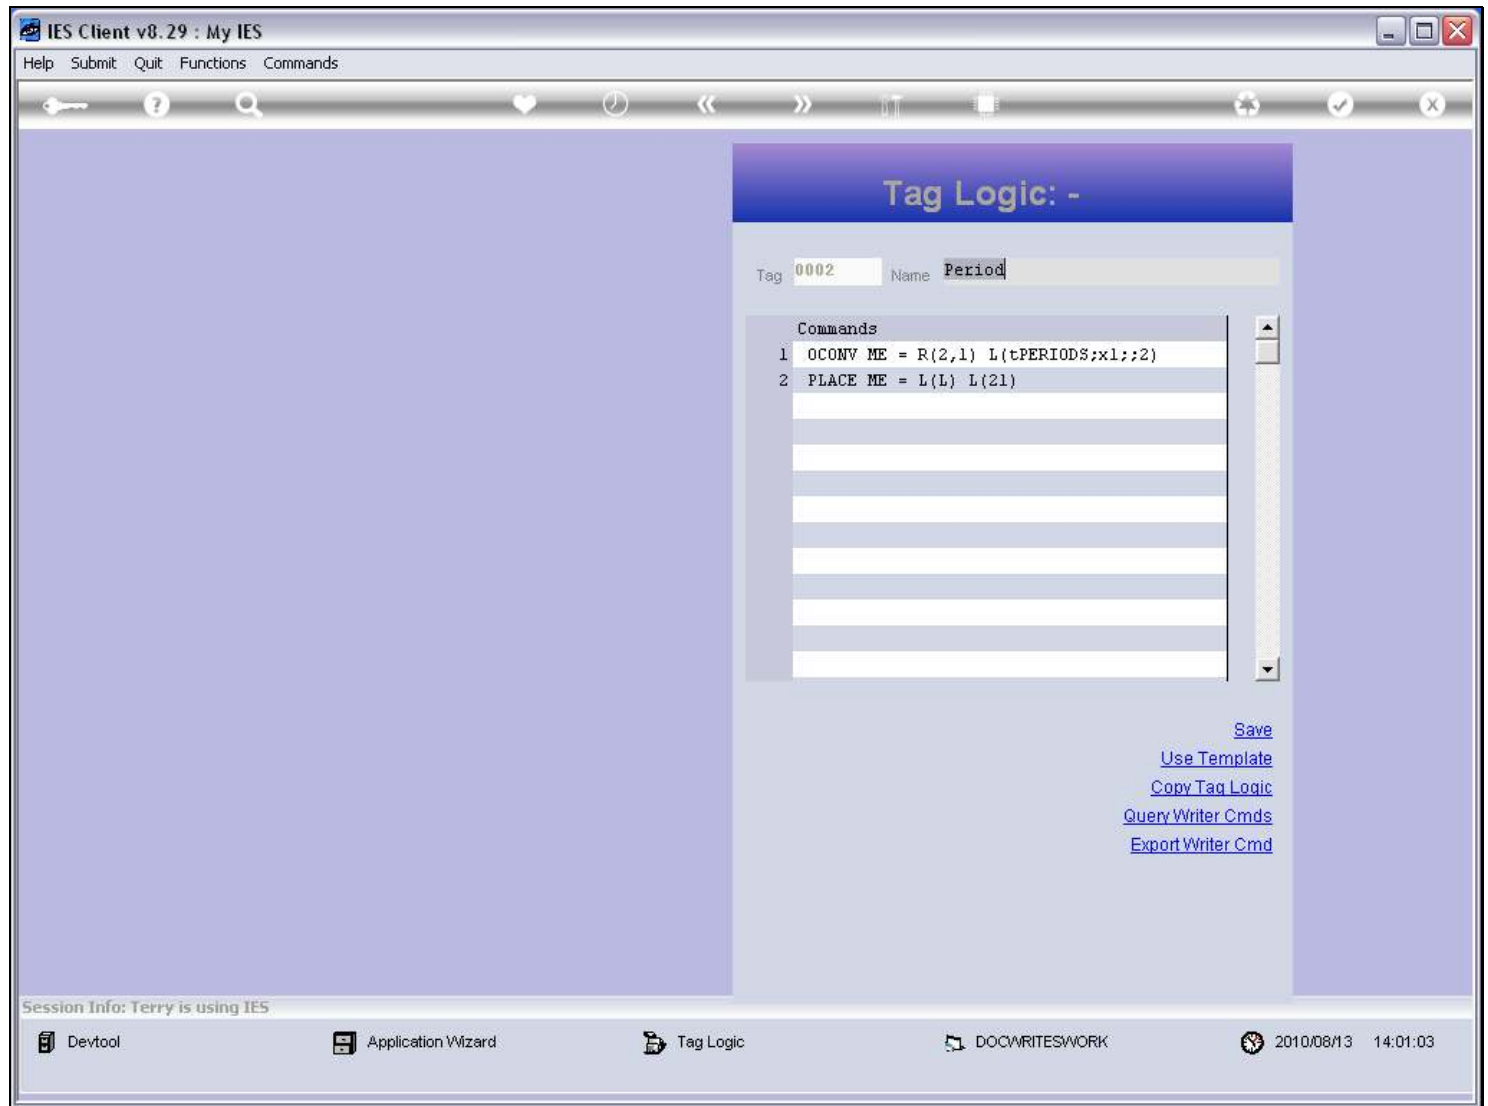 IES Client v8.29 : My IES
Help Submit Quit Functions Commands
Tag Logic: -
Tag 0002 Name Period
Commands
1 OCONV ME = R(2,1) L(tPERIODS;x1;;2)
2 PLACE ME = L(L) L(21)
Save
Use Template
Copy Tag Logic
Query Writer Cmds
Export Writer Cmd
Session Info: Terry is using IES
Devtool Application Wizard Tag Logic DOCWRITESWORK 2010/08/13 14:01:03